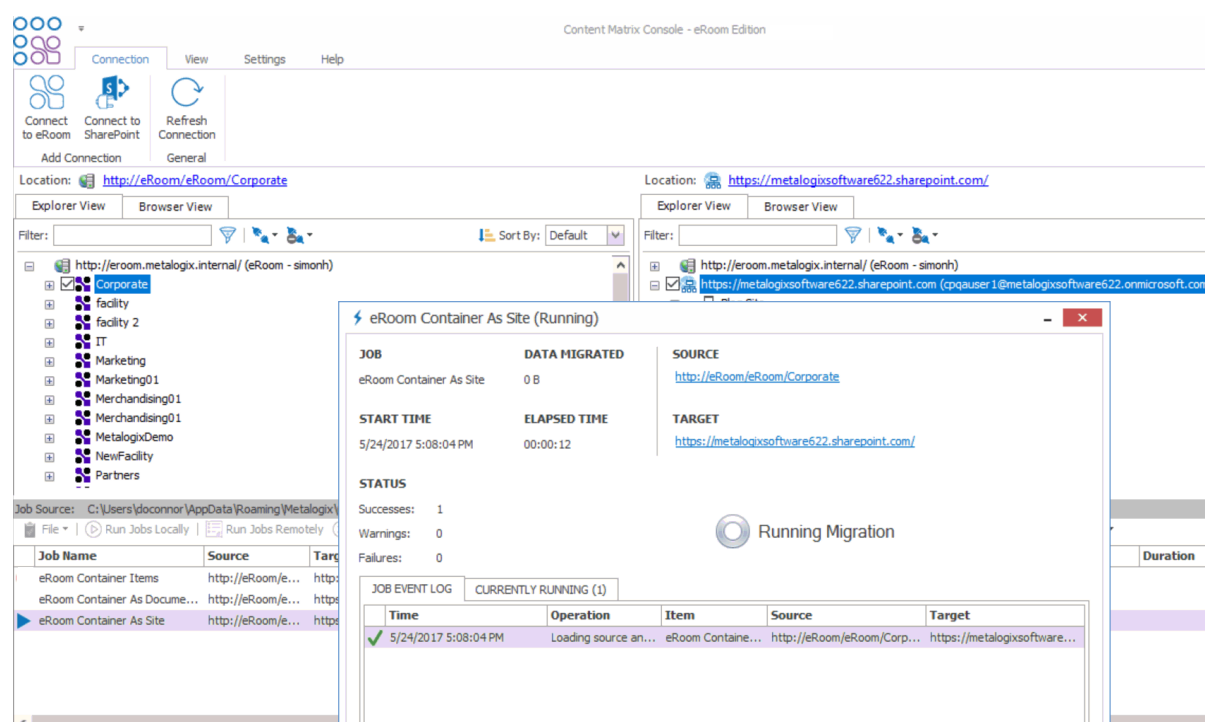 Content Matrix Console - eRoom Edition
Connection View Settings Help
Connect to eRoom
Connect to SharePoint
Refresh Connection
Add Connection General
Location: http://eRoom/eRoom/Corporate
Location: https://metalogixsoftware622.sharepoint.com/
Explorer View Browser View
Explorer View Browser View
Filter: Sort By: Default
Filter:
http://eroom.metalogix.internal/ (eRoom - simonh)
Corporate
facility
facility 2
IT
Marketing
Marketing01
Merchandising01
Merchandising01
MetalogixDemo
NewFacility
Partners
http://eroom.metalogix.internal/ (eRoom - simonh)
https://metalogixsoftware622.sharepoint.com (cpqauser1@metalogixsoftware622.onmicrosoft.com
Job Source: C:\Users\doconnor\AppData\Roaming\Metalogix\
File Run Jobs Locally Run Jobs Remotely
Job Name Source Targ Duration
eRoom Container Items http://eRoom/e... http:
eRoom Container As Docume... http://eRoom/e... https
eRoom Container As Site http://eRoom/e... https
eRoom Container As Site (Running)
JOB DATA MIGRATED SOURCE
eRoom Container As Site 0 B http://eRoom/eRoom/Corporate
START TIME ELAPSED TIME TARGET
5/24/2017 5:08:04 PM 00:00:12 https://metalogixsoftware622.sharepoint.com/
STATUS
Successes: 1
Warnings: 0
Failures: 0
Running Migration
JOB EVENT LOG CURRENTLY RUNNING (1)
Time Operation Item Source Target
5/24/2017 5:08:04 PM Loading source an... eRoom Containe... http://eRoom/eRoom/Corp... https://metalogixsoftware...